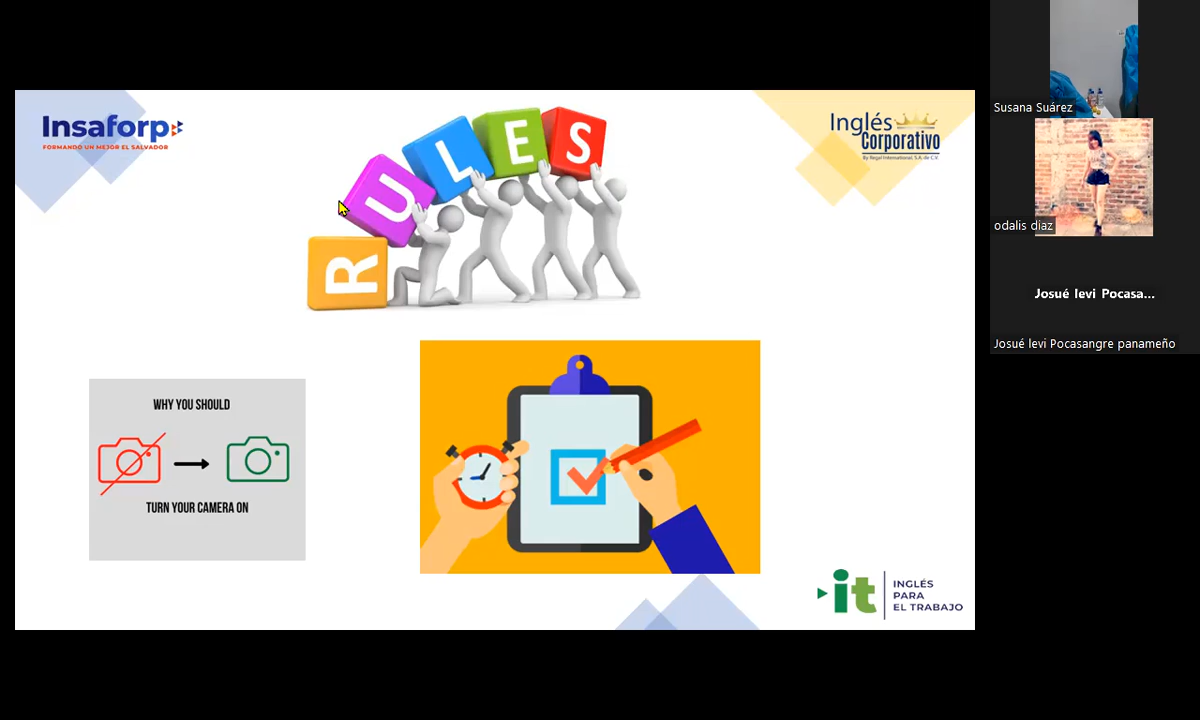 Insaforp
FORMANDO UN MEJOR EL SALVADOR
RULES
Inglés
Corporativo
By Regal International, S.A. de C.V.
WHY YOU SHOULD
TURN YOUR CAMERA ON
it
INGLÉS
PARA
EL TRABAJO
Susana Suárez
odalis diaz
Josué levi Pocasa...
Josué levi Pocasangre panameño